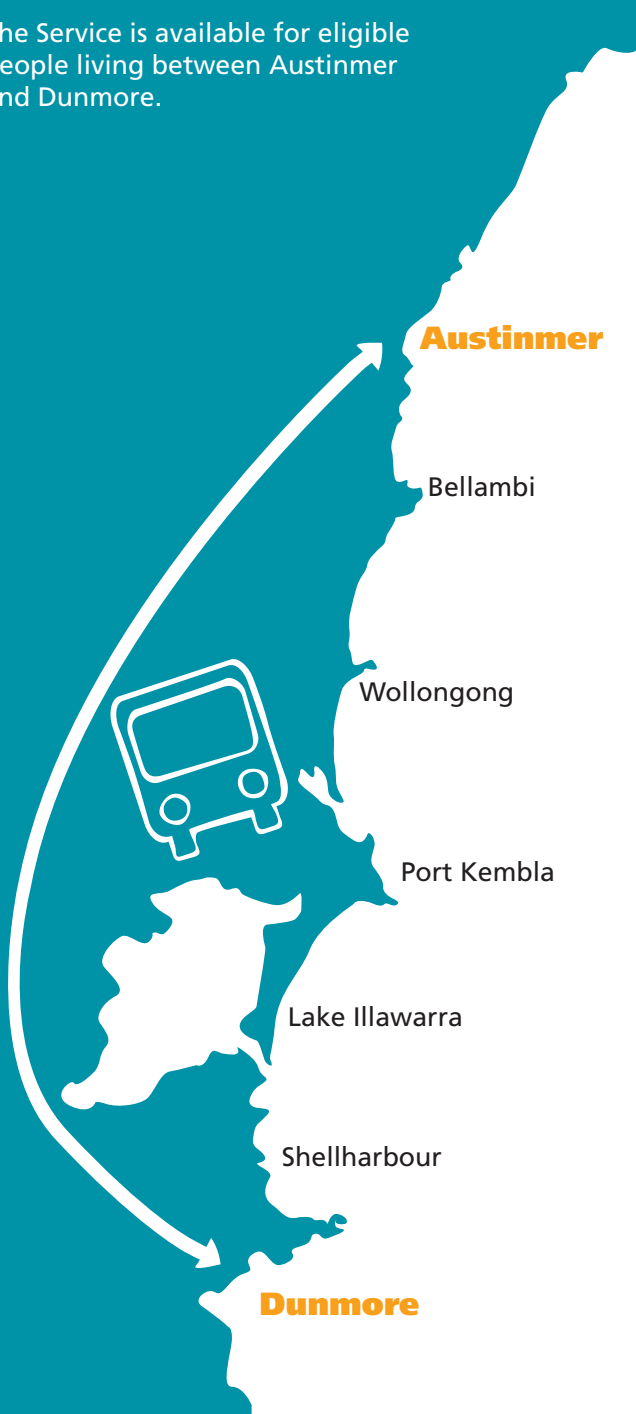 he Service is available for eligible
eople living between Austinmer
nd Dunmore.
Austinmer
Bellambi
Wollongong
Port Kembla
Lake Illawarra
Shellharbour
Dunmore